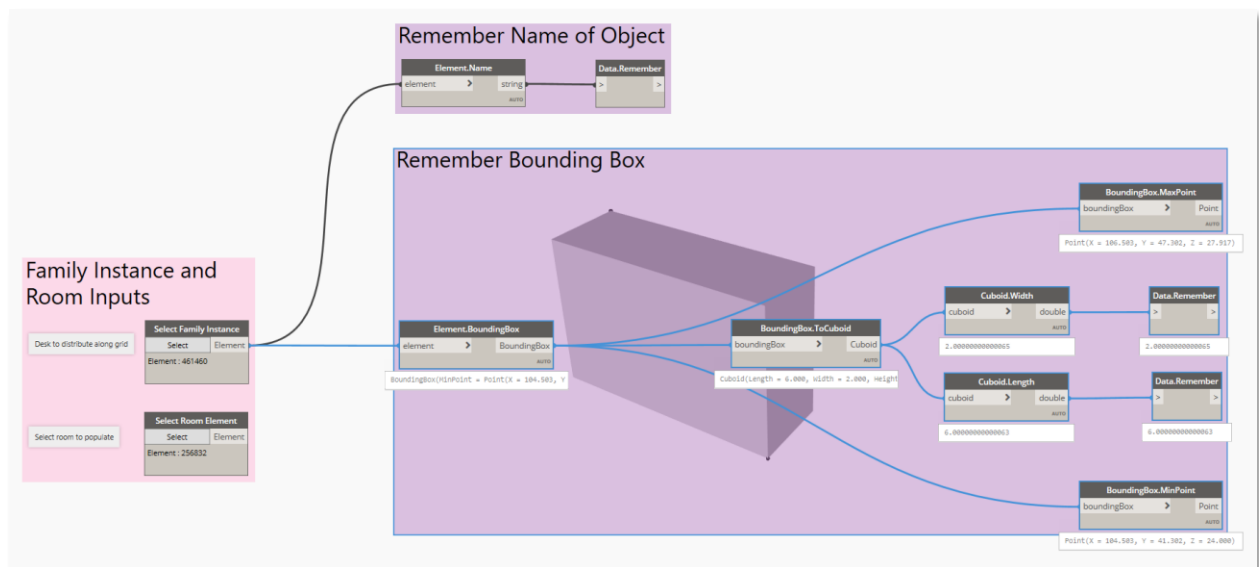 Remember Name of Object
Element.Name
element > string
AUTO
Data.Remember
> >
Remember Bounding Box
BoundingBox.MaxPoint
boundingBox > Point
AUTO
Point(X = 106.503, Y = 47.302, Z = 27.917)
Family Instance and
Room Inputs
Desk to distribute along grid
Select Family Instance
Select Element
Element : 461460
Select room to populate
Select Room Element
Select Element
Element : 256832
Element.BoundingBox
element > BoundingBox
AUTO
BoundingBox(MinPoint = Point(X = 104.503, Y
BoundingBox.ToCuboid
boundingBox > Cuboid
AUTO
Cuboid(Length = 6.000, Width = 2.000, Height
Cuboid.Width
cuboid > double
AUTO
2.00000000000065
Data.Remember
> >
2.00000000000065
Cuboid.Length
cuboid > double
AUTO
6.00000000000063
Data.Remember
> >
6.00000000000063
BoundingBox.MinPoint
boundingBox > Point
AUTO
Point(X = 104.503, Y = 41.302, Z = 24.000)